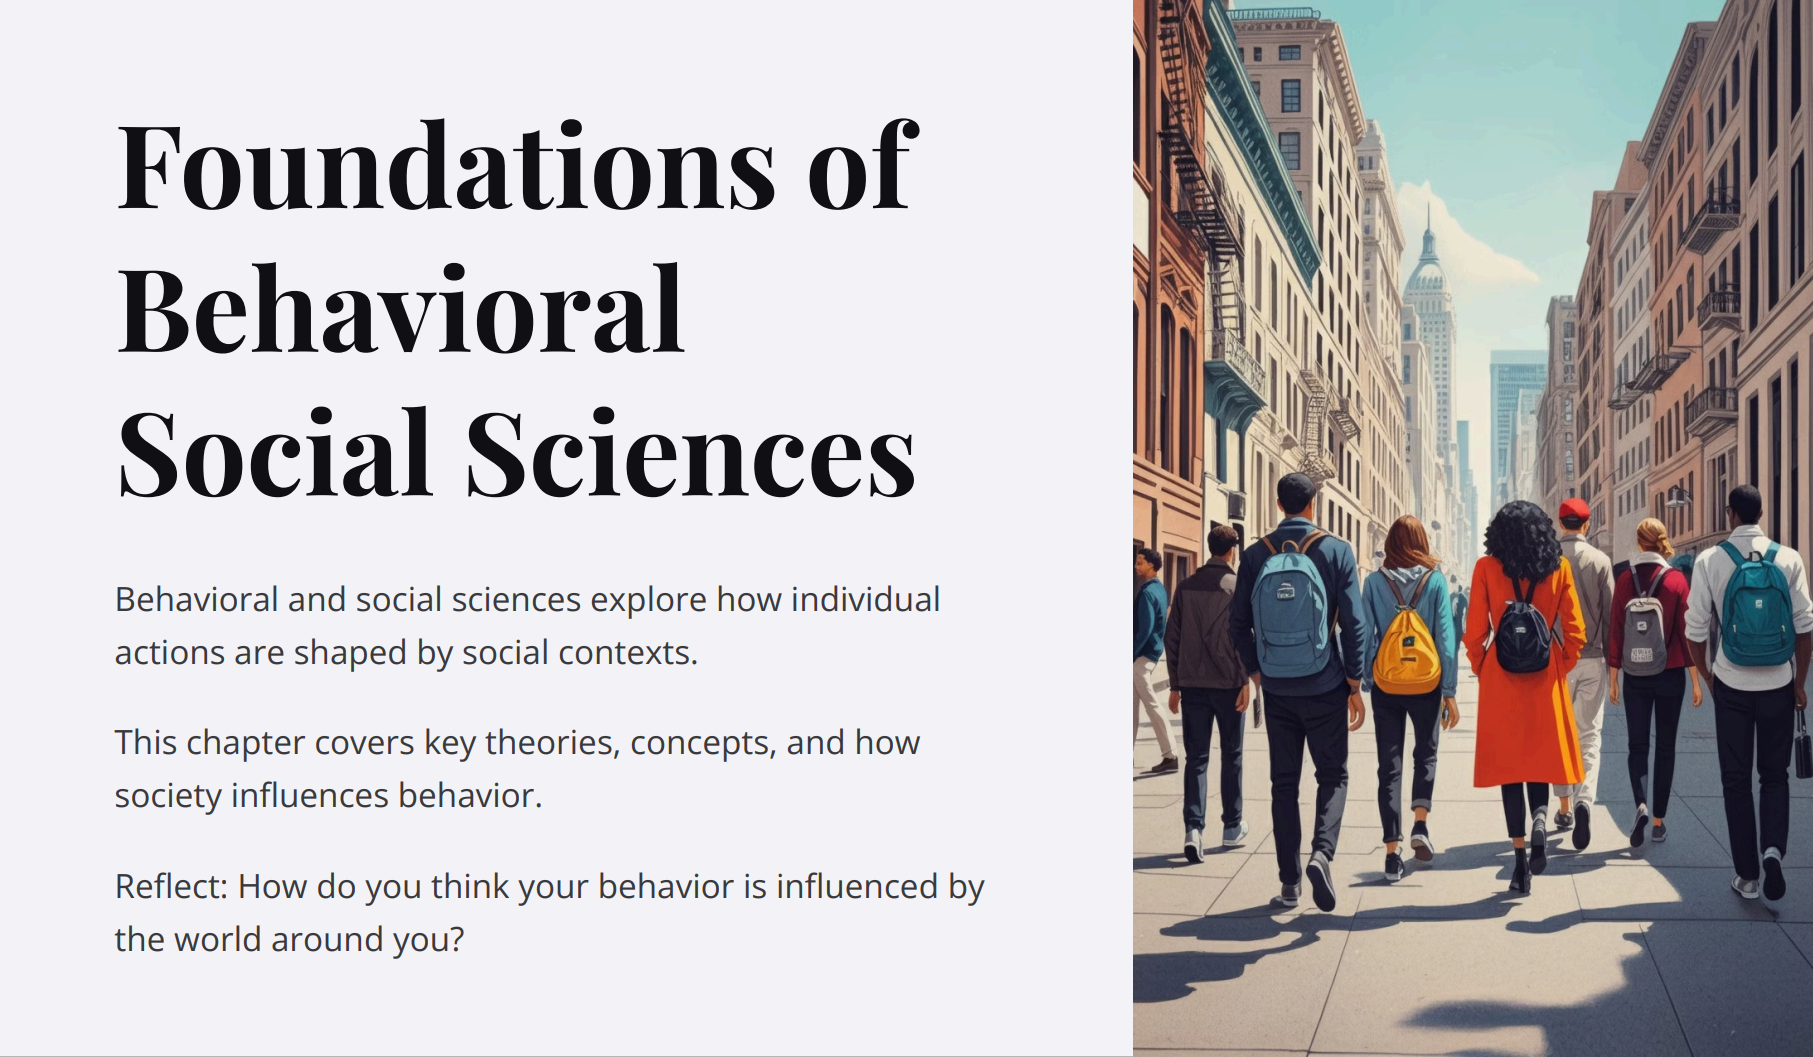 Foundations of
Behavioral
Social Sciences
Behavioral and social sciences explore how individual
actions are shaped by social contexts.
This chapter covers key theories, concepts, and how
society influences behavior.
Reflect: How do you think your behavior is influenced by
the world around you?